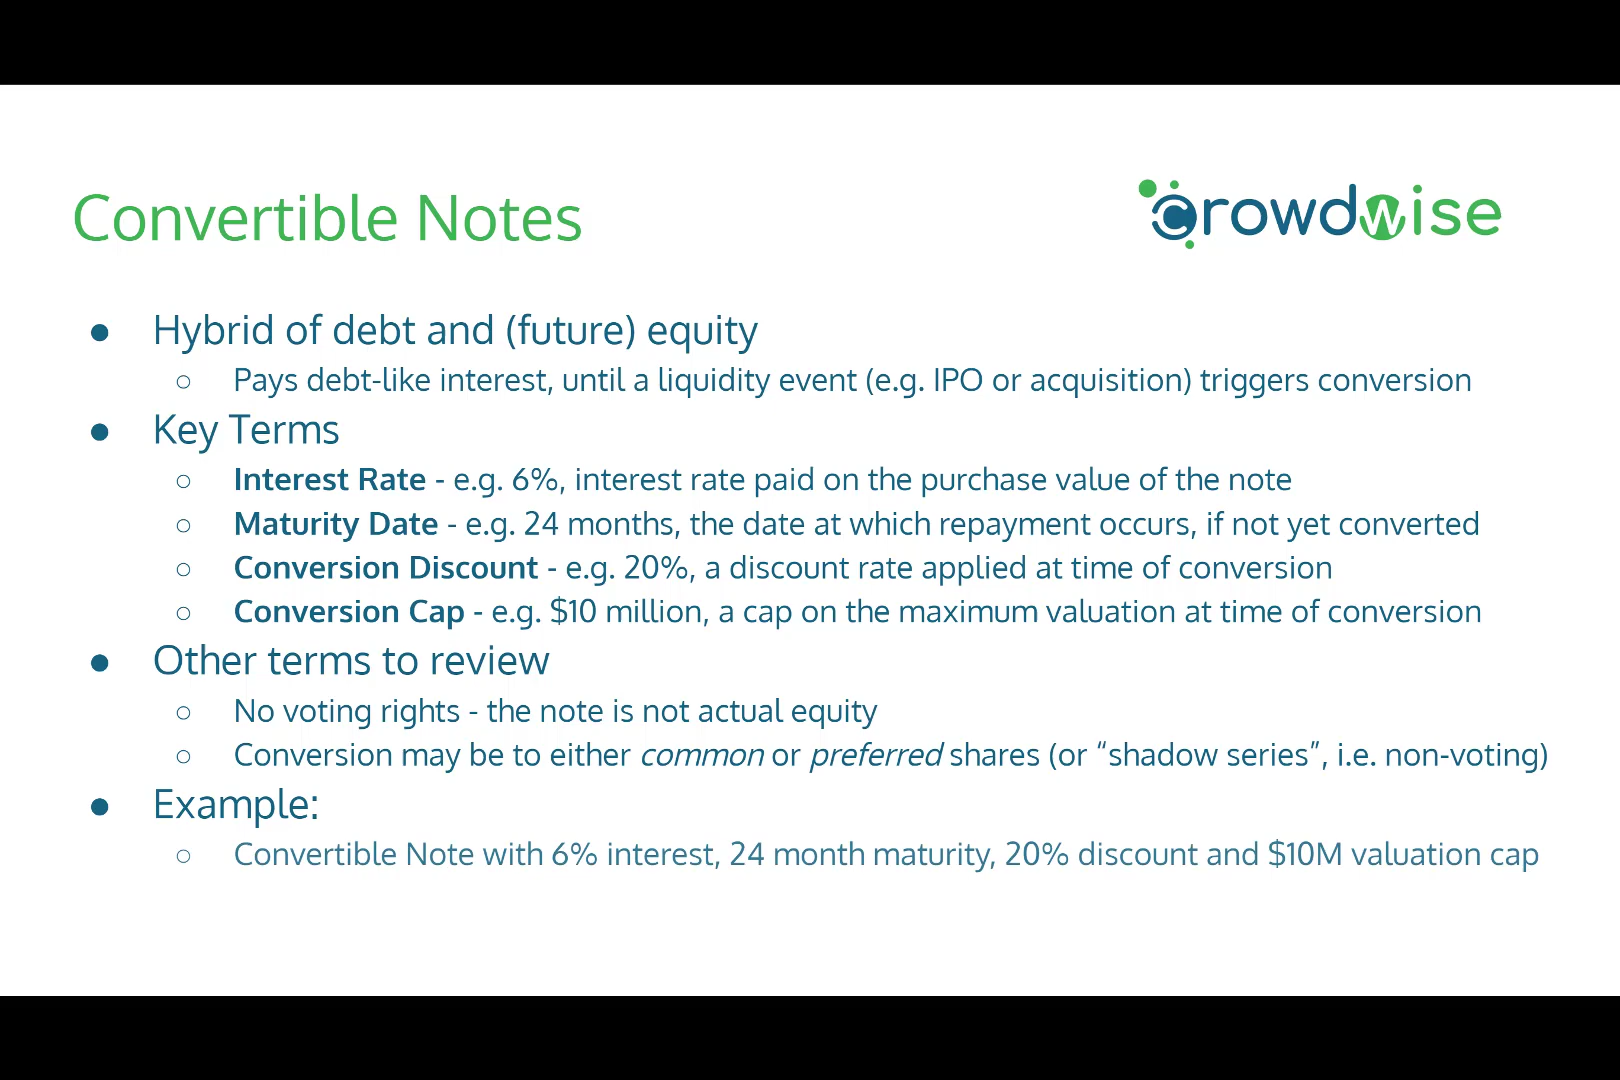 Convertible Notes
crowdwise
● Hybrid of debt and (future) equity
○ Pays debt-like interest, until a liquidity event (e.g. IPO or acquisition) triggers conversion
● Key Terms
○ Interest Rate - e.g. 6%, interest rate paid on the purchase value of the note
○ Maturity Date - e.g. 24 months, the date at which repayment occurs, if not yet converted
○ Conversion Discount - e.g. 20%, a discount rate applied at time of conversion
○ Conversion Cap - e.g. $10 million, a cap on the maximum valuation at time of conversion
● Other terms to review
○ No voting rights - the note is not actual equity
○ Conversion may be to either common or preferred shares (or “shadow series”, i.e. non-voting)
● Example:
○ Convertible Note with 6% interest, 24 month maturity, 20% discount and $10M valuation cap